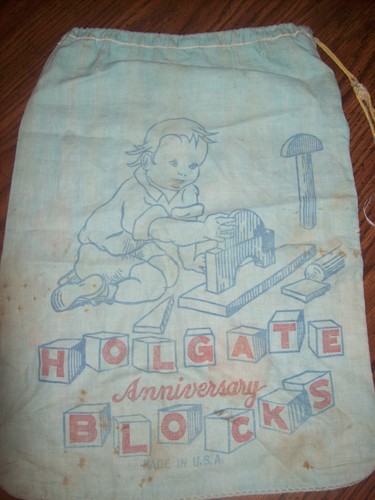 HOLGATE
Anniversary
BLOCKS
MADE IN U.S.A.